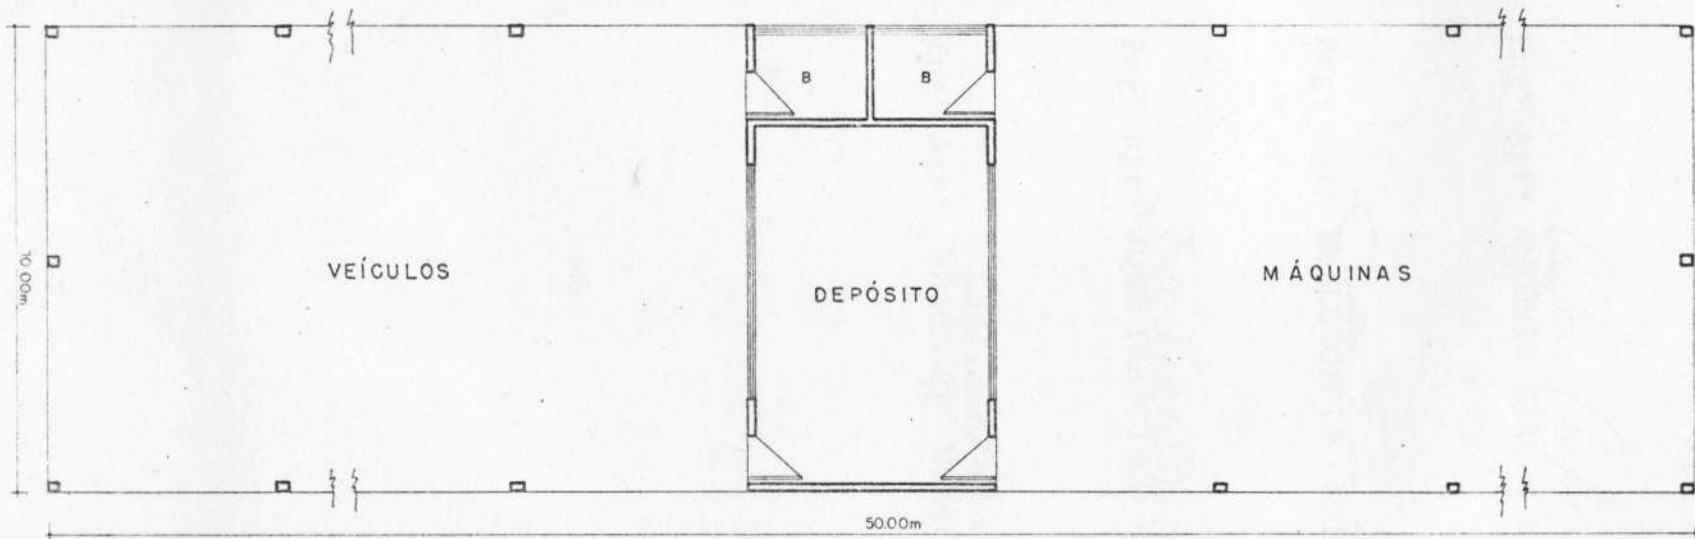 B
B
VEÍCULOS
MÁQUINAS
DEPÓSITO
10.00m
50.00m